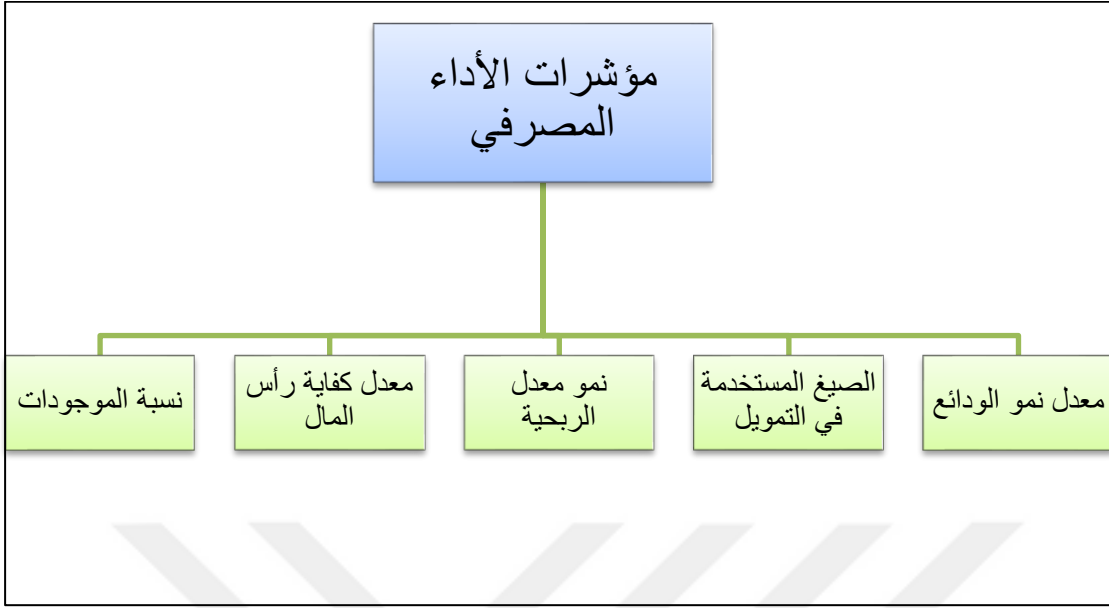 مؤشرات الأداء
المصرفي
معدل نمو الودائع
الصيغ المستخدمة
في التمويل
نمو معدل
الربحية
معدل كفاية رأس
المال
نسبة الموجودات